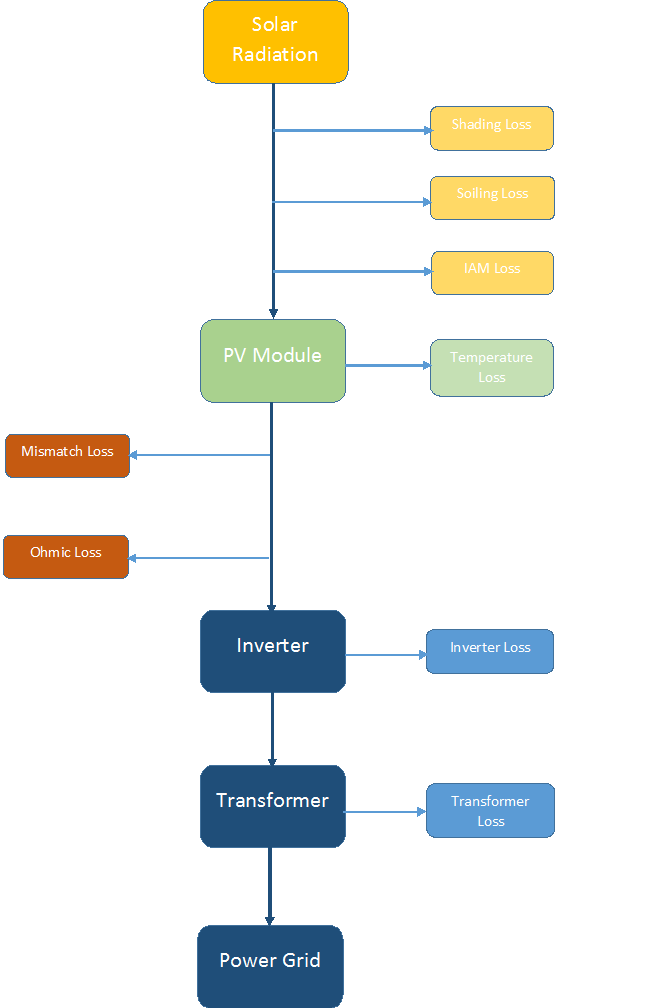 Solar
Radiation
Shading Loss
Soiling Loss
IAM Loss
PV Module
Temperature
Loss
Mismatch Loss
Ohmic Loss
Inverter
Inverter Loss
Transformer
Transformer
Loss
Power Grid